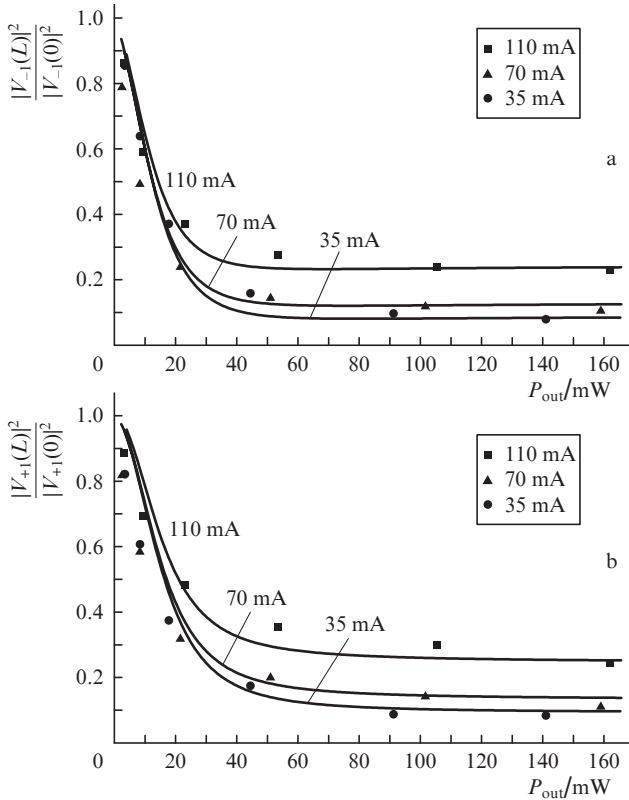 1.0
0.8
0.6
0.4
0.2
0
|V₋₁(L)|²
|V₋₁(0)|²
■ 110 mA
▲ 70 mA
● 35 mA
a
110 mA
70 mA
35 mA
20 40 60 80 100 120 140 160
P_out/mW
1.0
0.8
0.6
0.4
0.2
0
|V₊₁(L)|²
|V₊₁(0)|²
■ 110 mA
▲ 70 mA
● 35 mA
b
110 mA
70 mA
35 mA
20 40 60 80 100 120 140 160
P_out/mW